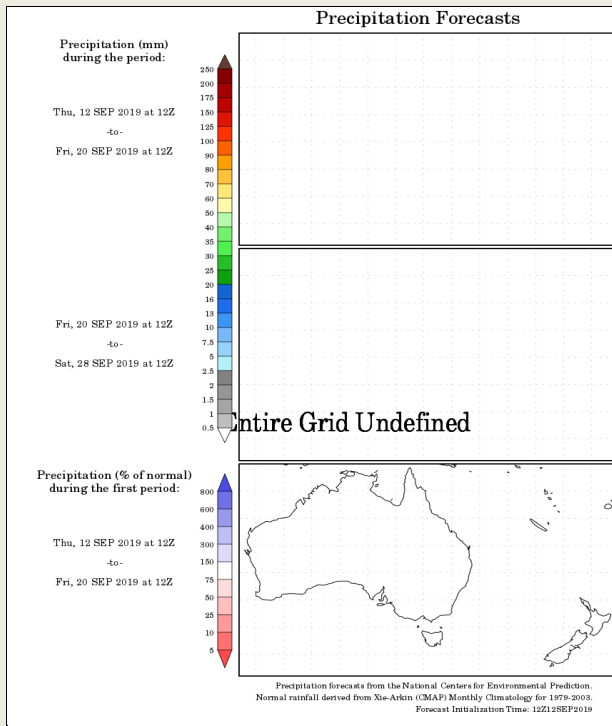 Precipitation Forecasts
Precipitation (mm)
during the period:
Thu, 12 SEP 2019 at 12Z
-to-
Fri, 20 SEP 2019 at 12Z
250
200
175
150
125
100
90
80
70
60
50
40
35
30
25
20
16
13
10
7.5
5
2.5
2
1.5
1
0.5
Fri, 20 SEP 2019 at 12Z
-to-
Sat, 28 SEP 2019 at 12Z
Entire Grid Undefined
Precipitation (% of normal)
during the first period:
Thu, 12 SEP 2019 at 12Z
-to-
Fri, 20 SEP 2019 at 12Z
800
600
400
300
150
75
50
25
10
5
Precipitation forecasts from the National Centers for Environmental Prediction.
Normal rainfall derived from Xie-Arkin (CMAP) Monthly Climatology for 1979-2003.
Forecast Initialization Time: 12Z12SEP2019